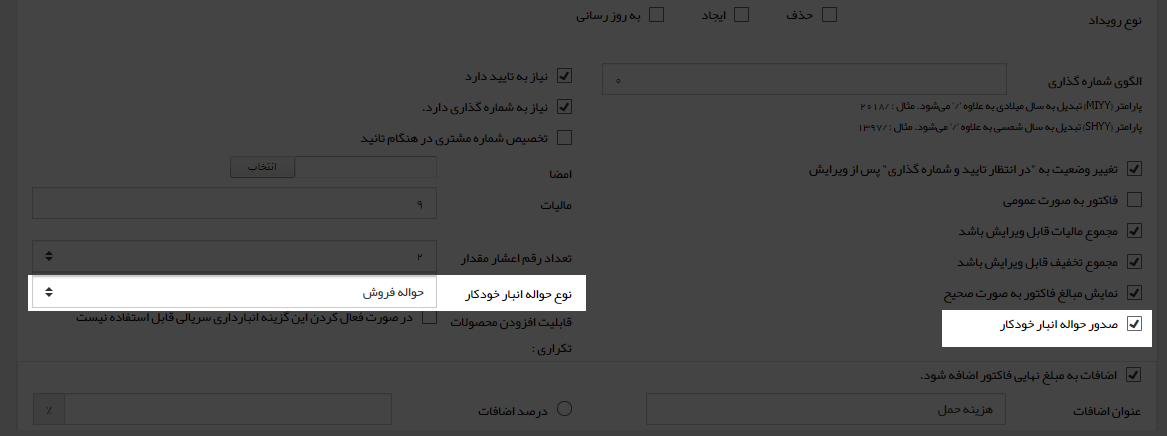 نوع رویداد
حذف
ایجاد
به روز رسانی
الگوی شماره گذاری
۰
پارامتر (MIYY) تبدیل به سال میلادی به علاوه '/' می‌شود. مثال : /۲۰۱۸
پارامتر (SHYY) تبدیل به سال شمسی به علاوه '/' می‌شود. مثال : /۱۳۹۷
تغییر وضعیت به "در انتظار تایید و شماره گذاری" پس از ویرایش
فاکتور به صورت عمومی
مجموع مالیات قابل ویرایش باشد
مجموع تخفیف قابل ویرایش باشد
نمایش مبالغ فاکتور به صورت صحیح
صدور حواله انبار خودکار
نیاز به تایید دارد
نیاز به شماره گذاری دارد.
تخصیص شماره مشتری در هنگام تائید
امضا
انتخاب
مالیات
۹
تعداد رقم اعشار مقدار
۲
نوع حواله انبار خودکار
حواله فروش
قابلیت افزودن محصولات
تکراری :
در صورت فعال کردن این گزینه انبارداری سریالی قابل استفاده نیست
اضافات به مبلغ نهایی فاکتور اضافه شود.
عنوان اضافات
هزینه حمل
درصد اضافات
٪